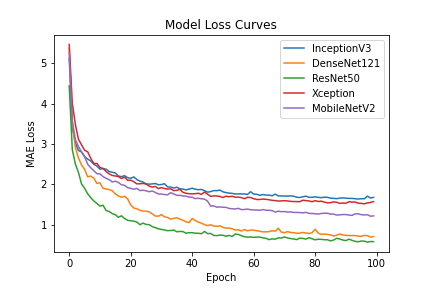 Model Loss Curves
MAE Loss
5
4
3
2
1
InceptionV3
DenseNet121
ResNet50
Xception
MobileNetV2
0 20 40 60 80 100
Epoch